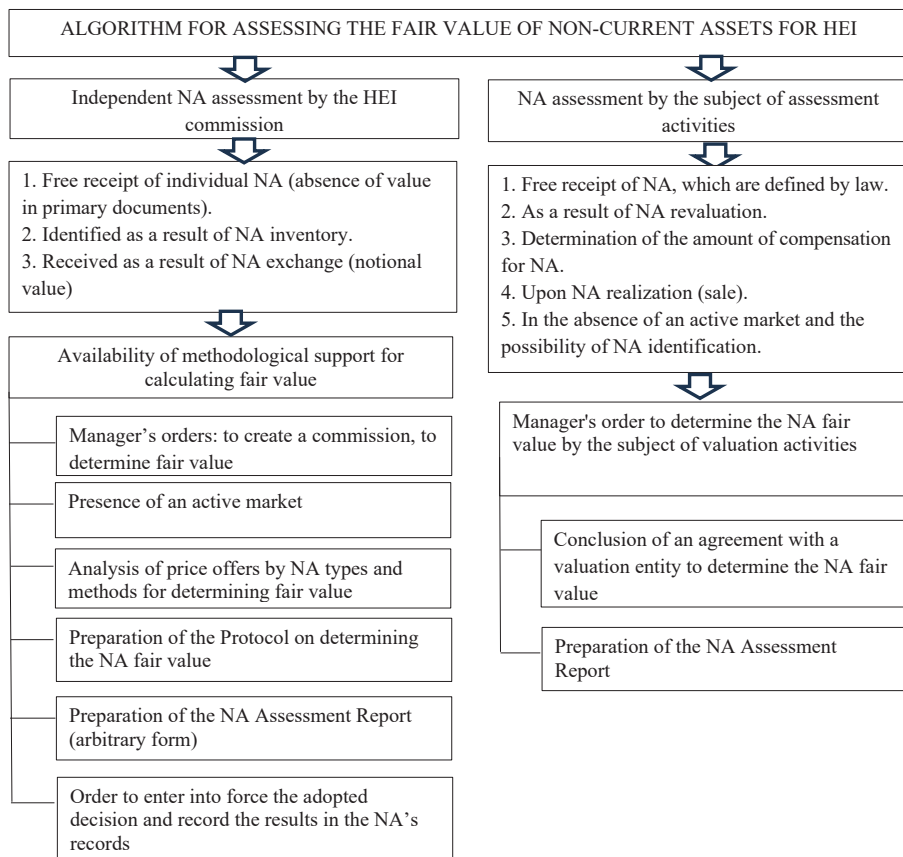 ALGORITHM FOR ASSESSING THE FAIR VALUE OF NON-CURRENT ASSETS FOR HEI
Independent NA assessment by the HEI
commission
1. Free receipt of individual NA (absence of value
in primary documents).
2. Identified as a result of NA inventory.
3. Received as a result of NA exchange (notional
value)
Availability of methodological support for
calculating fair value
Manager’s orders: to create a commission, to
determine fair value
Presence of an active market
Analysis of price offers by NA types and
methods for determining fair value
Preparation of the Protocol on determining
the NA fair value
Preparation of the NA Assessment Report
(arbitrary form)
Order to enter into force the adopted
decision and record the results in the NA’s
records
NA assessment by the subject of assessment
activities
1. Free receipt of NA, which are defined by law.
2. As a result of NA revaluation.
3. Determination of the amount of compensation
for NA.
4. Upon NA realization (sale).
5. In the absence of an active market and the
possibility of NA identification.
Manager's order to determine the NA fair
value by the subject of valuation activities
Conclusion of an agreement with a
valuation entity to determine the NA fair
value
Preparation of the NA Assessment
Report